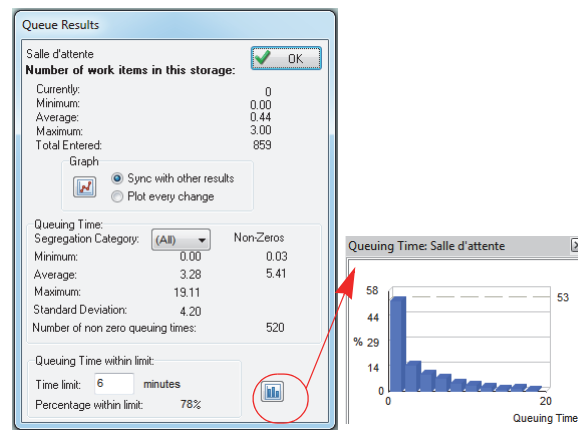 Queue Results
Salle d'attente
OK
Number of work items in this storage:
Currently: 0
Minimum: 0.00
Average: 0.44
Maximum: 3.00
Total Entered: 859
Graph
Sync with other results
Plot every change
Queuing Time:
Segregation Category: (All) Non-Zeros
Minimum: 0.00 0.03
Average: 3.28 5.41
Maximum: 19.11
Standard Deviation: 4.20
Number of non zero queuing times: 520
Queuing Time within limit:
Time limit: 6 minutes
Percentage within limit: 78%
Queuing Time: Salle d'attente
58
53
44
% 29
14
0
0 20
Queuing Time